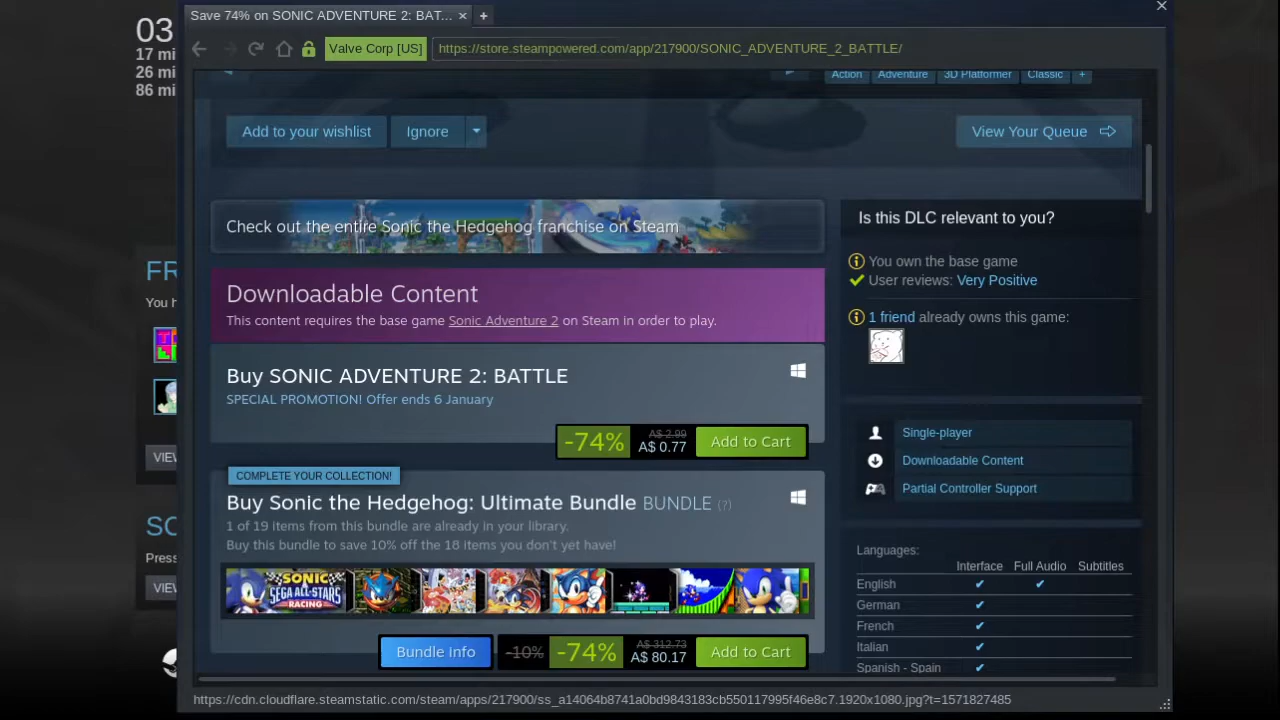 Save 74% on SONIC ADVENTURE 2: BAT... × +
Valve Corp [US] https://store.steampowered.com/app/217900/SONIC_ADVENTURE_2_BATTLE/
03
17 mi
26 mi
86 mi
Action Adventure 3D Platformer Classic +
Add to your wishlist Ignore View Your Queue
Check out the entire Sonic the Hedgehog franchise on Steam
Downloadable Content
This content requires the base game Sonic Adventure 2 on Steam in order to play.
Buy SONIC ADVENTURE 2: BATTLE
SPECIAL PROMOTION! Offer ends 6 January
-74% A$ 2.99 A$ 0.77 Add to Cart
COMPLETE YOUR COLLECTION!
Buy Sonic the Hedgehog: Ultimate Bundle BUNDLE (?)
1 of 19 items from this bundle are already in your library.
Buy this bundle to save 10% off the 18 items you don't yet have!
SONIC
SEGA ALL-STARS
RACING
Bundle info -10% -74% A$ 312.73 A$ 80.17 Add to Cart
Is this DLC relevant to you?
You own the base game
User reviews: Very Positive
1 friend already owns this game:
Single-player
Downloadable Content
Partial Controller Support
Languages:
Interface Full Audio Subtitles
English ✔ ✔
German ✔
French ✔
Italian ✔
Spanish - Spain ✔
FR
You h
VIEV
SO
Press
VIEV
https://cdn.cloudflare.steamstatic.com/steam/apps/217900/ss_a14064b8741a0bd9843183cb550117995f46e8c7.1920x1080.jpg?t=1571827485